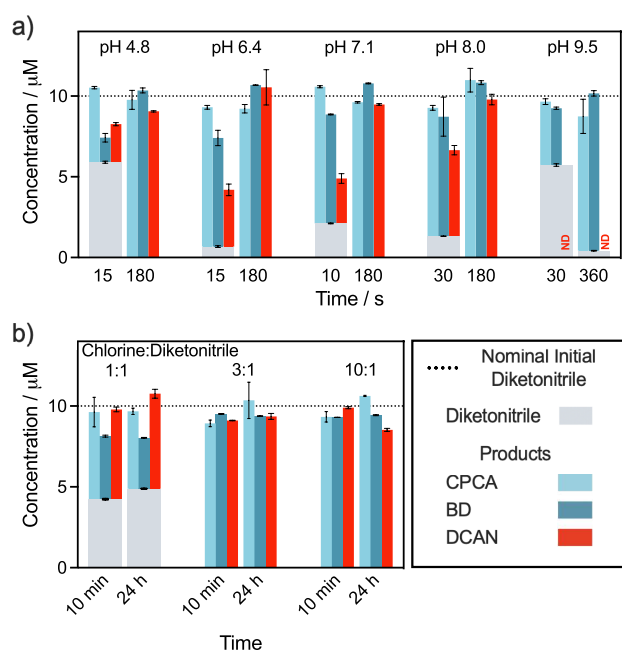 a)
pH 4.8 pH 6.4 pH 7.1 pH 8.0 pH 9.5
Concentration / μM
10
5
0
ND ND
15 180 15 180 10 180 30 180 30 360
Time / s
b)
Chlorine:Diketonitrile
1:1 3:1 10:1
Concentration / μM
10
5
0
10 min 24 h 10 min 24 h 10 min 24 h
Time
Nominal Initial
Diketonitrile
Diketonitrile
Products
CPCA
BD
DCAN